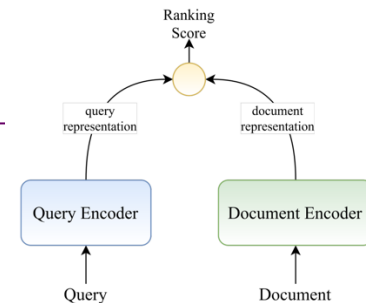 Ranking
Score
query
representation
document
representation
Query Encoder
Document Encoder
Query
Document